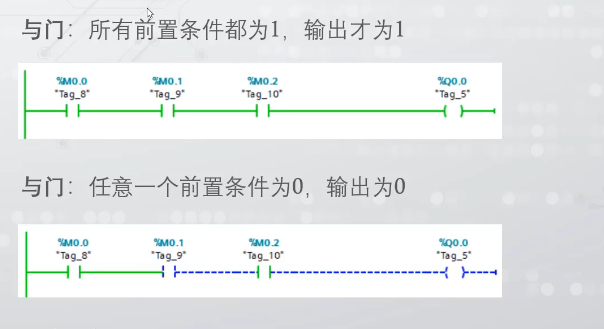 与门：所有前置条件都为1，输出才为1
%M0.0 %M0.1 %M0.2 %Q0.0
"Tag_8" "Tag_9" "Tag_10" "Tag_5"
与门：任意一个前置条件为0，输出为0
%M0.0 %M0.1 %M0.2 %Q0.0
"Tag_8" "Tag_9" "Tag_10" "Tag_5"